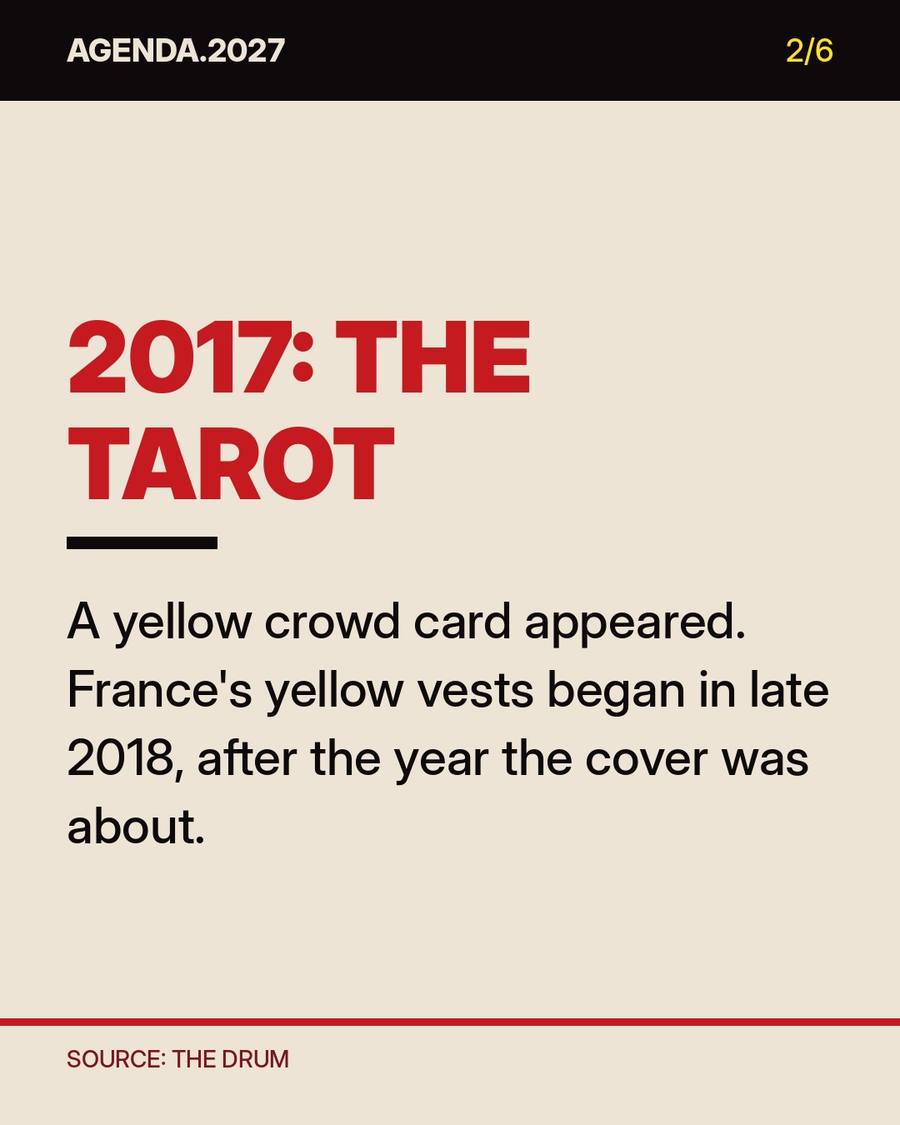 AGENDA.2027
2/6
2017: THE
TAROT
A yellow crowd card appeared.
France's yellow vests began in late
2018, after the year the cover was
about.
SOURCE: THE DRUM